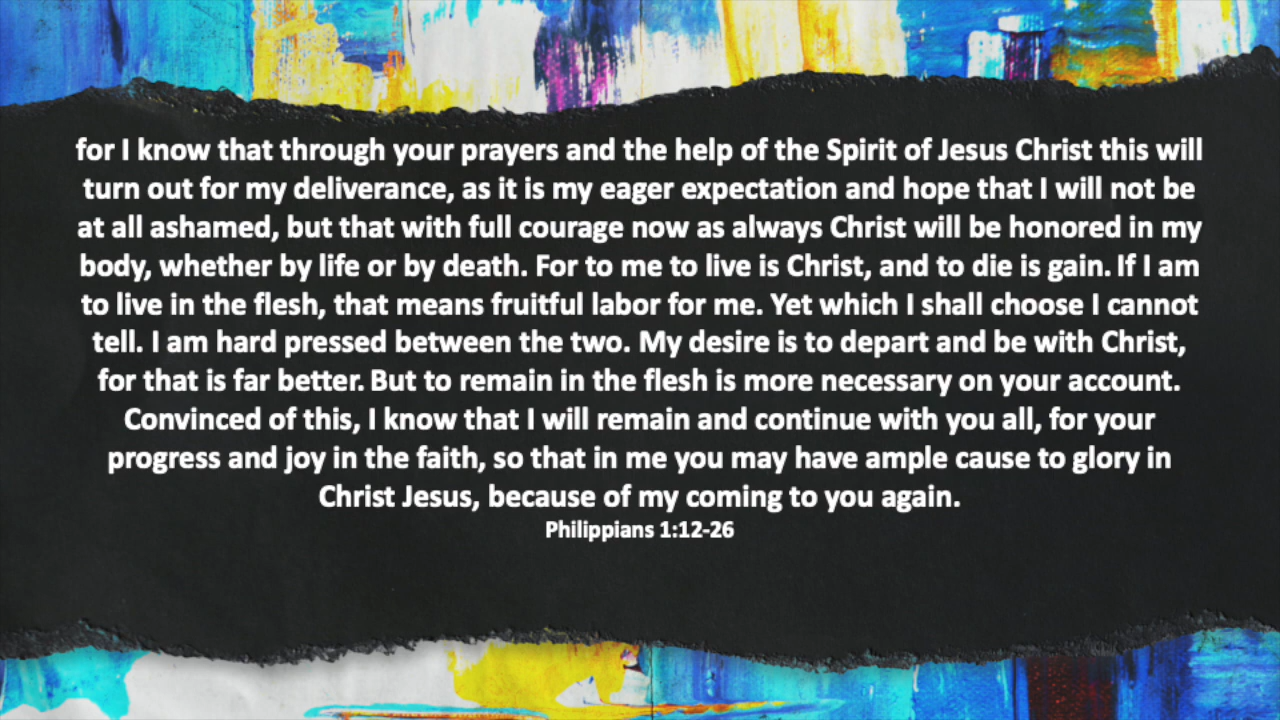 for I know that through your prayers and the help of the Spirit of Jesus Christ this will
turn out for my deliverance, as it is my eager expectation and hope that I will not be
at all ashamed, but that with full courage now as always Christ will be honored in my
body, whether by life or by death. For to me to live is Christ, and to die is gain. If I am
to live in the flesh, that means fruitful labor for me. Yet which I shall choose I cannot
tell. I am hard pressed between the two. My desire is to depart and be with Christ,
for that is far better. But to remain in the flesh is more necessary on your account.
Convinced of this, I know that I will remain and continue with you all, for your
progress and joy in the faith, so that in me you may have ample cause to glory in
Christ Jesus, because of my coming to you again.
Philippians 1:12-26